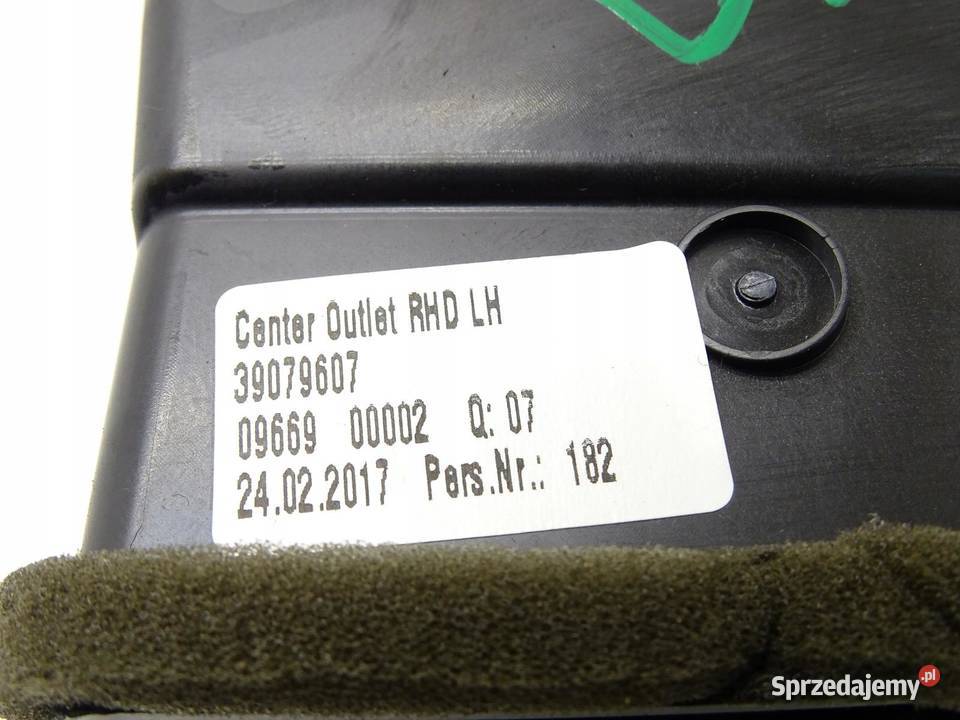 Center Outlet RHD LH
39079607
09669 00002 Q: 07
24.02.2017 Pers.Nr.: 182
Sprzedajemy.pl